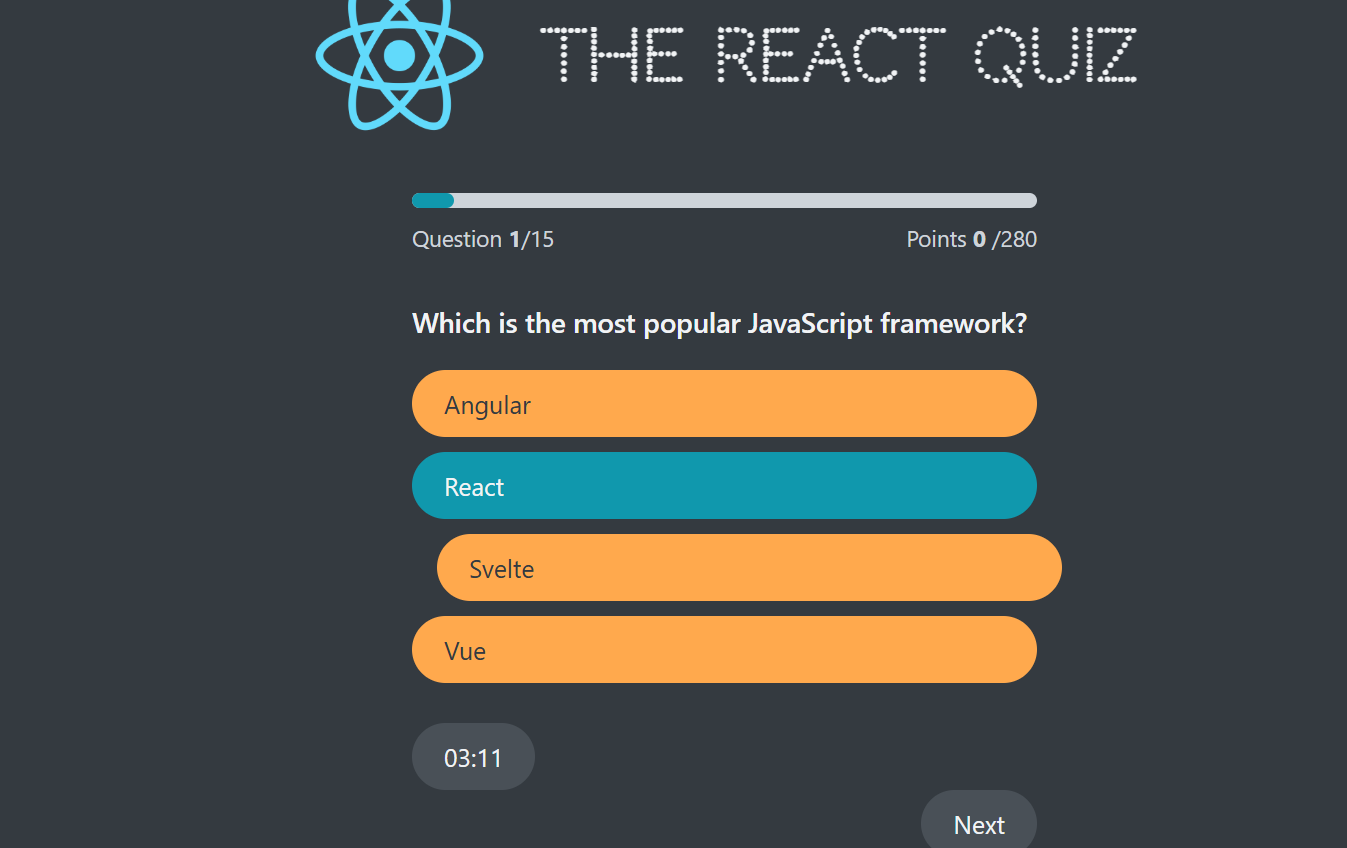 THE REACT QUIZ
Question 1/15
Points 0 /280
Which is the most popular JavaScript framework?
Angular
React
Svelte
Vue
03:11
Next